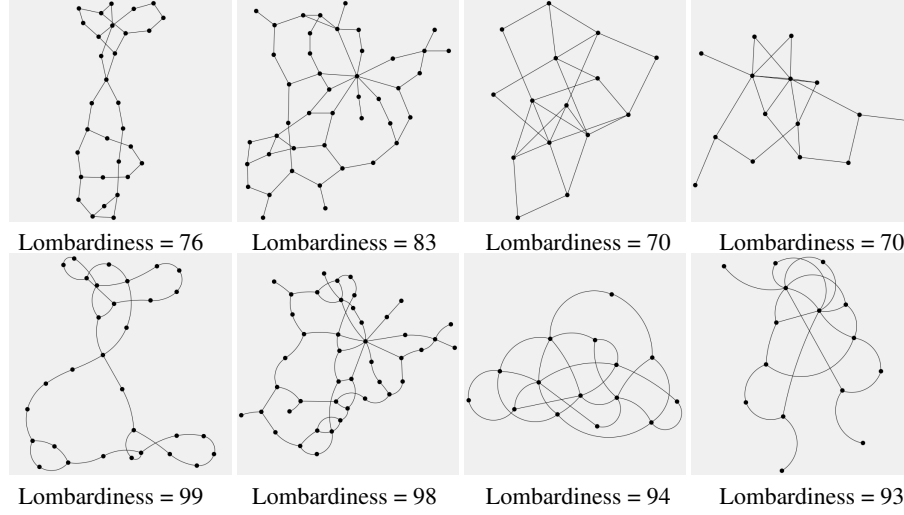 Lombardiness = 76 Lombardiness = 83 Lombardiness = 70 Lombardiness = 70
Lombardiness = 99 Lombardiness = 98 Lombardiness = 94 Lombardiness = 93